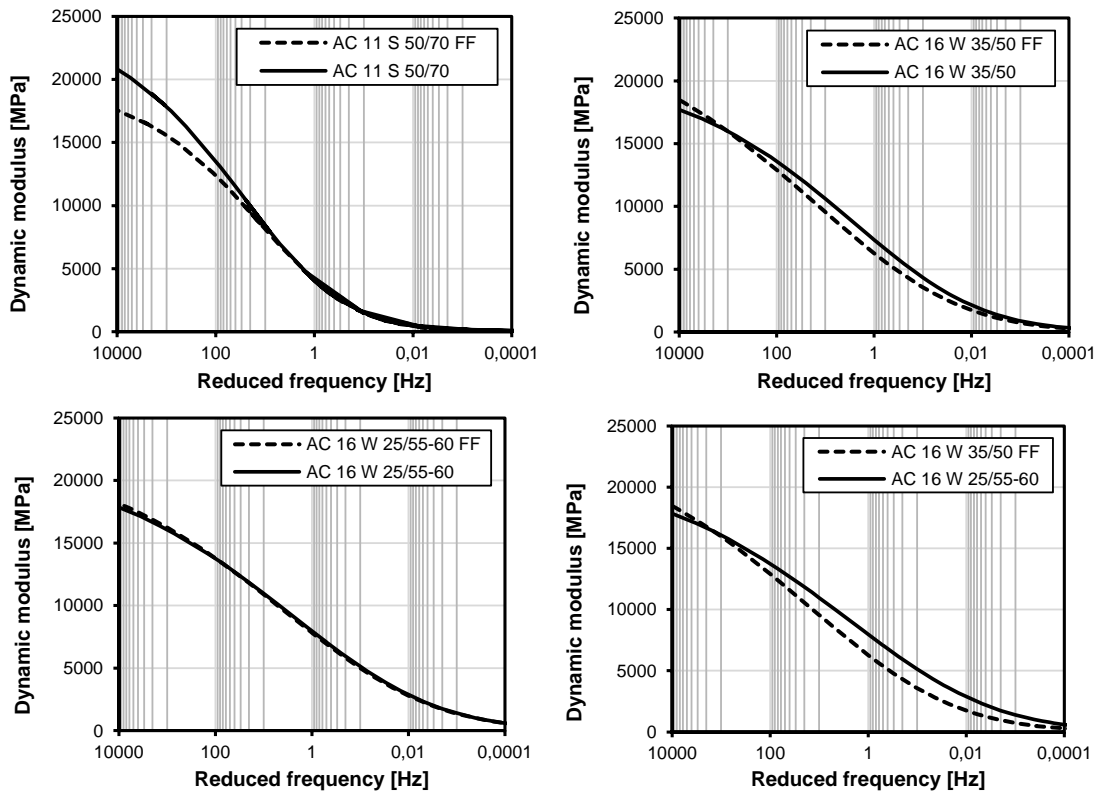 Dynamic modulus [MPa]
25000
20000
15000
10000
5000
0
AC 11 S 50/70 FF
AC 11 S 50/70
10000 100 1 0,01 0,0001
Reduced frequency [Hz]
Dynamic modulus [MPa]
25000
20000
15000
10000
5000
0
AC 16 W 35/50 FF
AC 16 W 35/50
10000 100 1 0,01 0,0001
Reduced frequency [Hz]
Dynamic modulus [MPa]
25000
20000
15000
10000
5000
0
AC 16 W 25/55-60 FF
AC 16 W 25/55-60
10000 100 1 0,01 0,0001
Reduced frequency [Hz]
Dynamic modulus [MPa]
25000
20000
15000
10000
5000
0
AC 16 W 35/50 FF
AC 16 W 25/55-60
10000 100 1 0,01 0,0001
Reduced frequency [Hz]